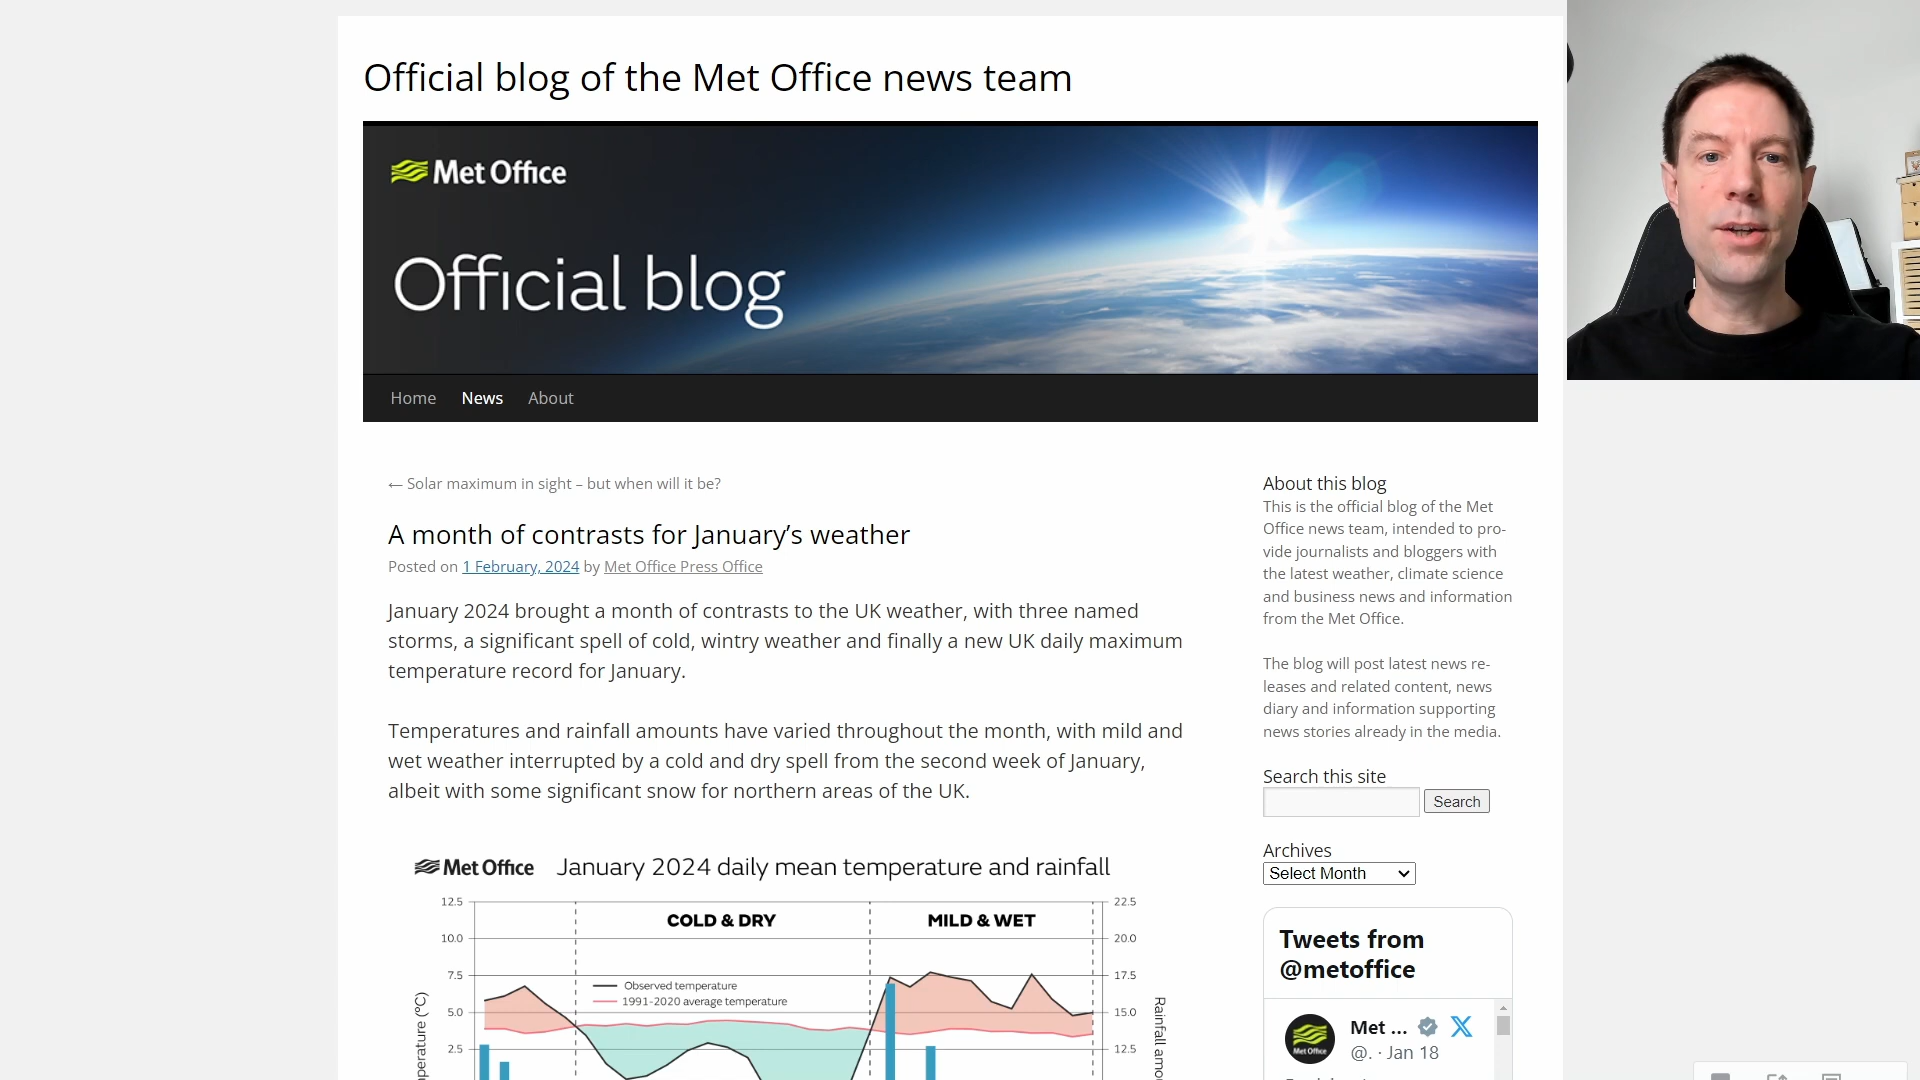 Official blog of the Met Office news team
Met Office
Official blog
Home News About
← Solar maximum in sight – but when will it be?
A month of contrasts for January’s weather
Posted on 1 February, 2024 by Met Office Press Office
January 2024 brought a month of contrasts to the UK weather, with three named
storms, a significant spell of cold, wintry weather and finally a new UK daily maximum
temperature record for January.
Temperatures and rainfall amounts have varied throughout the month, with mild and
wet weather interrupted by a cold and dry spell from the second week of January,
albeit with some significant snow for northern areas of the UK.
Met Office January 2024 daily mean temperature and rainfall
12.5 22.5
COLD & DRY MILD & WET
10.0 20.0
7.5 17.5
Observed temperature
1991-2020 average temperature
5.0 15.0
2.5 12.5
(°C)
Rainfall
About this blog
This is the official blog of the Met
Office news team, intended to pro-
vide journalists and bloggers with
the latest weather, climate science
and business news and information
from the Met Office.
The blog will post latest news re-
leases and related content, news
diary and information supporting
news stories already in the media.
Search this site
Search
Archives
Select Month
Tweets from
@metoffice
Met Office
Met ...
@. · Jan 18